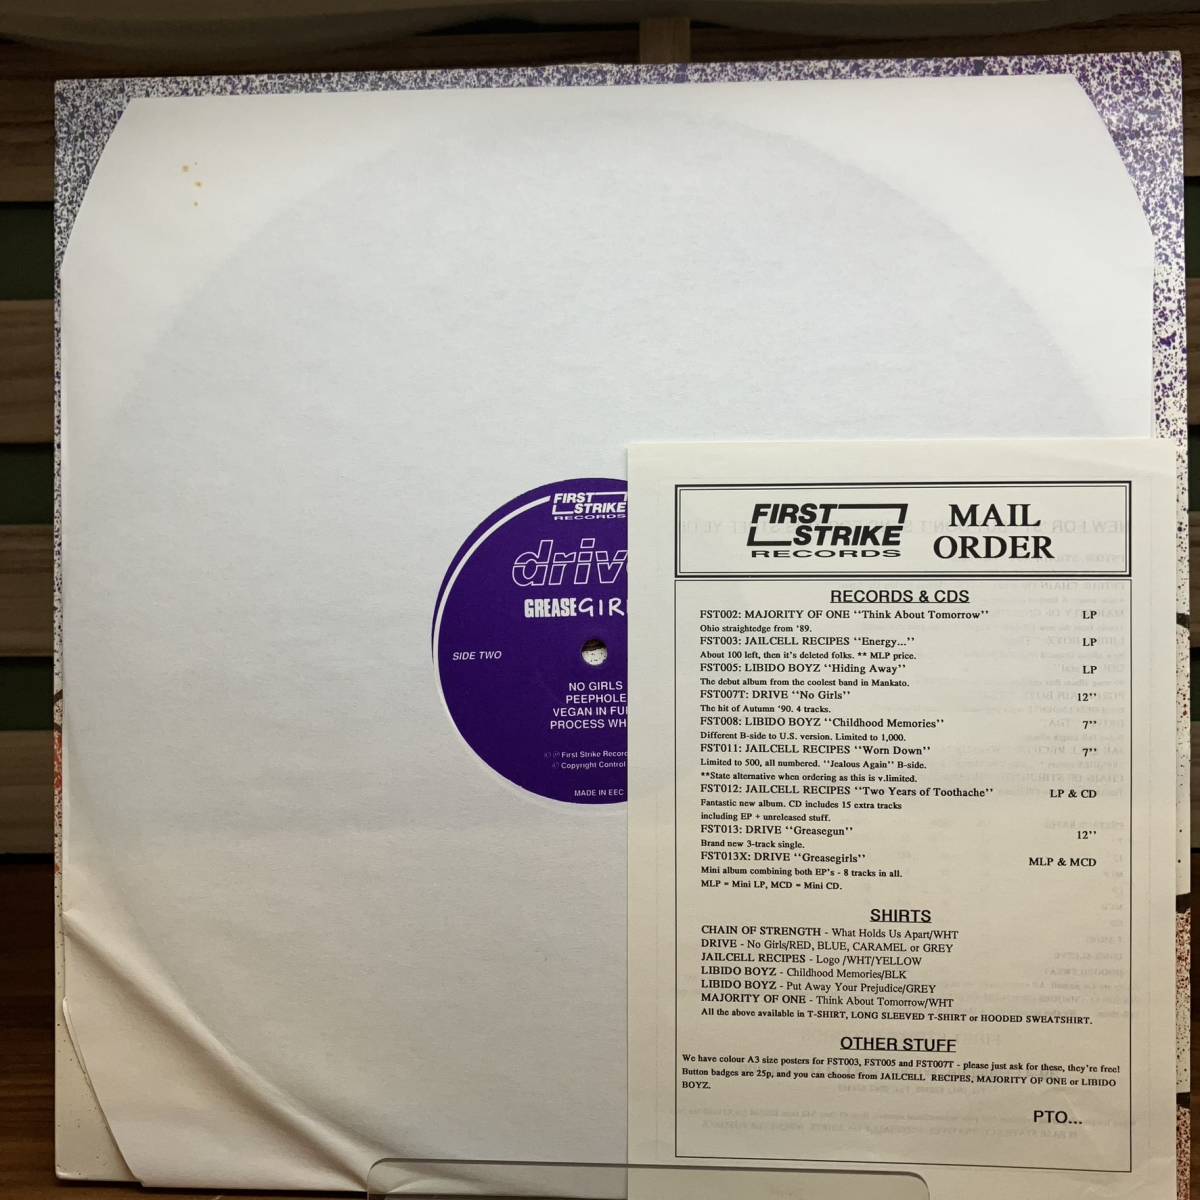 FIRST
STRIKE
RECORDS
GREASE
SIDE TWO
NO GIRLS
PEEPHOLE
VEGAN IN
PROCESS
© ℗ First Strike
© Copyright Control
MADE IN EEC
FIRST
STRIKE
RECORDS
MAIL
ORDER
RECORDS & CDS
FST002: MAJORITY OF ONE "Think About Tomorrow" LP
Ohio straightedge from '89.
FST003: JAILCELL RECIPES "Energy..." LP
About 100 left, then it's deleted folks. ** MLP price.
FST005: LIBIDO BOYZ "Hiding Away" LP
The debut album from the coolest band in Mankato.
FST007T: DRIVE "No Girls" 12"
The hit of Autumn '90. 4 tracks.
FST008: LIBIDO BOYZ "Childhood Memories" 7"
Different B-side to U.S. version. Limited to 1,000.
FST011: JAILCELL RECIPES "Worn Down" 7"
Limited to 500, all numbered. "Jealous Again" B-side.
**State alternative when ordering as this is v.limited.
FST012: JAILCELL RECIPES "Two Years of Toothache" LP & CD
Fantastic new album. CD includes 15 extra tracks
including EP + unreleased stuff.
FST013: DRIVE "Greasegun" 12"
Brand new 3-track single.
FST013X: DRIVE "Greasegirls" MLP & MCD
Mini album combining both EP's - 8 tracks in all.
MLP = Mini LP, MCD = Mini CD.
SHIRTS
CHAIN OF STRENGTH - What Holds Us Apart/WHT
DRIVE - No Girls/RED, BLUE, CARAMEL or GREY
JAILCELL RECIPES - Logo /WHT/YELLOW
LIBIDO BOYZ - Childhood Memories/BLK
LIBIDO BOYZ - Put Away Your Prejudice/GREY
MAJORITY OF ONE - Think About Tomorrow/WHT
All the above available in T-SHIRT, LONG SLEEVED T-SHIRT or HOODED SWEATSHIRT.
OTHER STUFF
We have colour A3 size posters for FST003, FST005 and FST007T - please just ask for these, they're free!
Button badges are 25p, and you can choose from JAILCELL RECIPES, MAJORITY OF ONE or LIBIDO
BOYZ.
PTO...